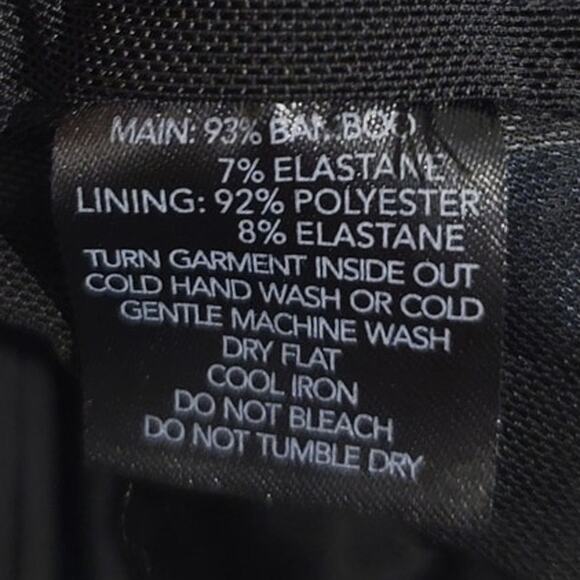 MAIN: 93% BAMBOO
7% ELASTANE
LINING: 92% POLYESTER
8% ELASTANE
TURN GARMENT INSIDE OUT
COLD HAND WASH OR COLD
GENTLE MACHINE WASH
DRY FLAT
COOL IRON
DO NOT BLEACH
DO NOT TUMBLE DRY